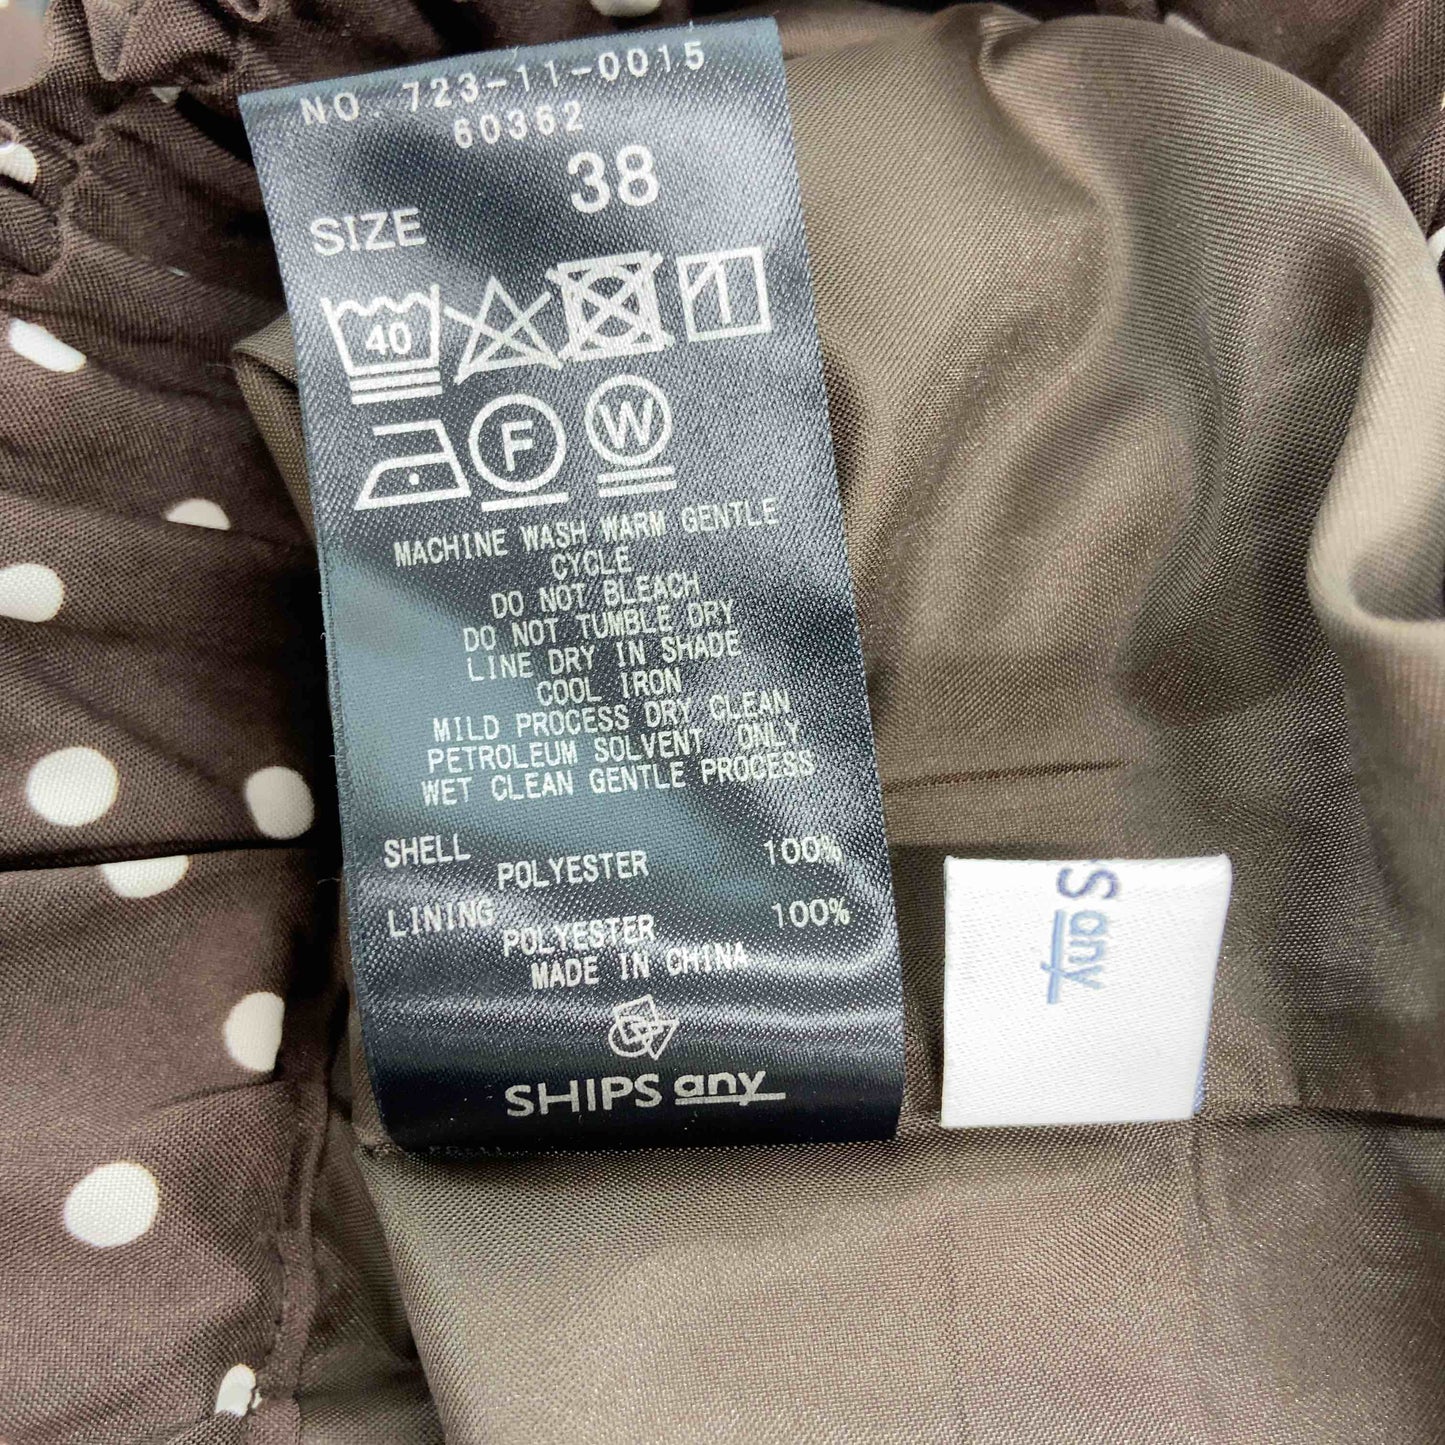 NO. 723-11-0015
60362
SIZE 38
40
F W
MACHINE WASH WARM GENTLE
CYCLE
DO NOT BLEACH
DO NOT TUMBLE DRY
LINE DRY IN SHADE
COOL IRON
MILD PROCESS DRY CLEAN
PETROLEUM SOLVENT ONLY
WET CLEAN GENTLE PROCESS
SHELL
POLYESTER 100%
LINING
POLYESTER 100%
MADE IN CHINA
SHIPS any
S any